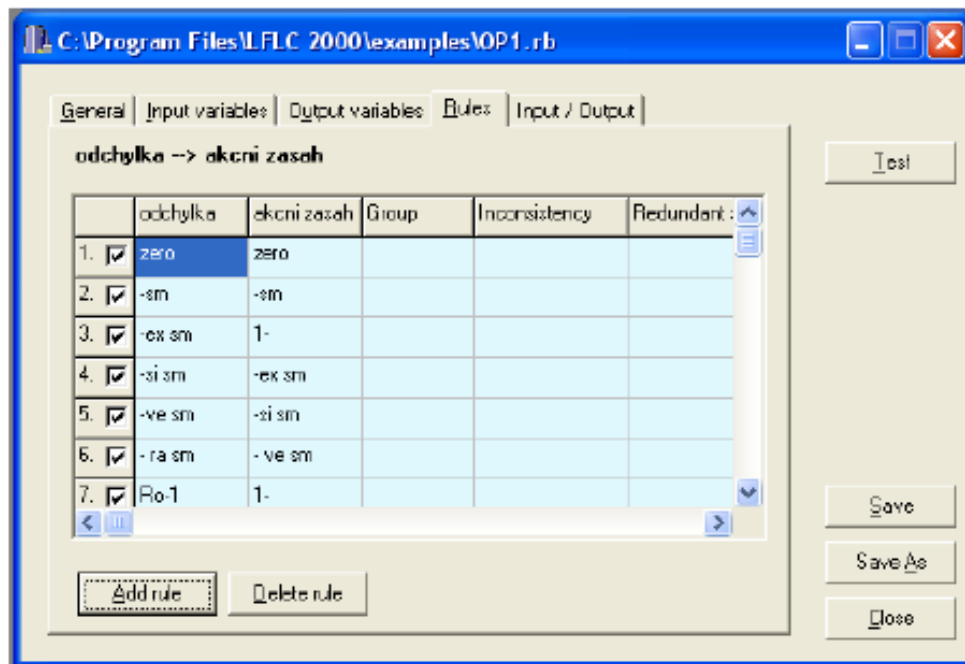 C:\Program Files\LFLC 2000\examples\OP1.rb
General Input variables Output variables Rules Input / Output
odchylka --> akcni zasah
Test
odchylka akcni zasah Group Inconsistency Redundant
1. zero zero
2. -sm -sm
3. -ex sm 1-
4. -si sm -ex sm
5. -ve sm -si sm
6. - ra sm - ve sm
7. Ro-1 1-
Save
Save As
Add rule Delete rule
Close